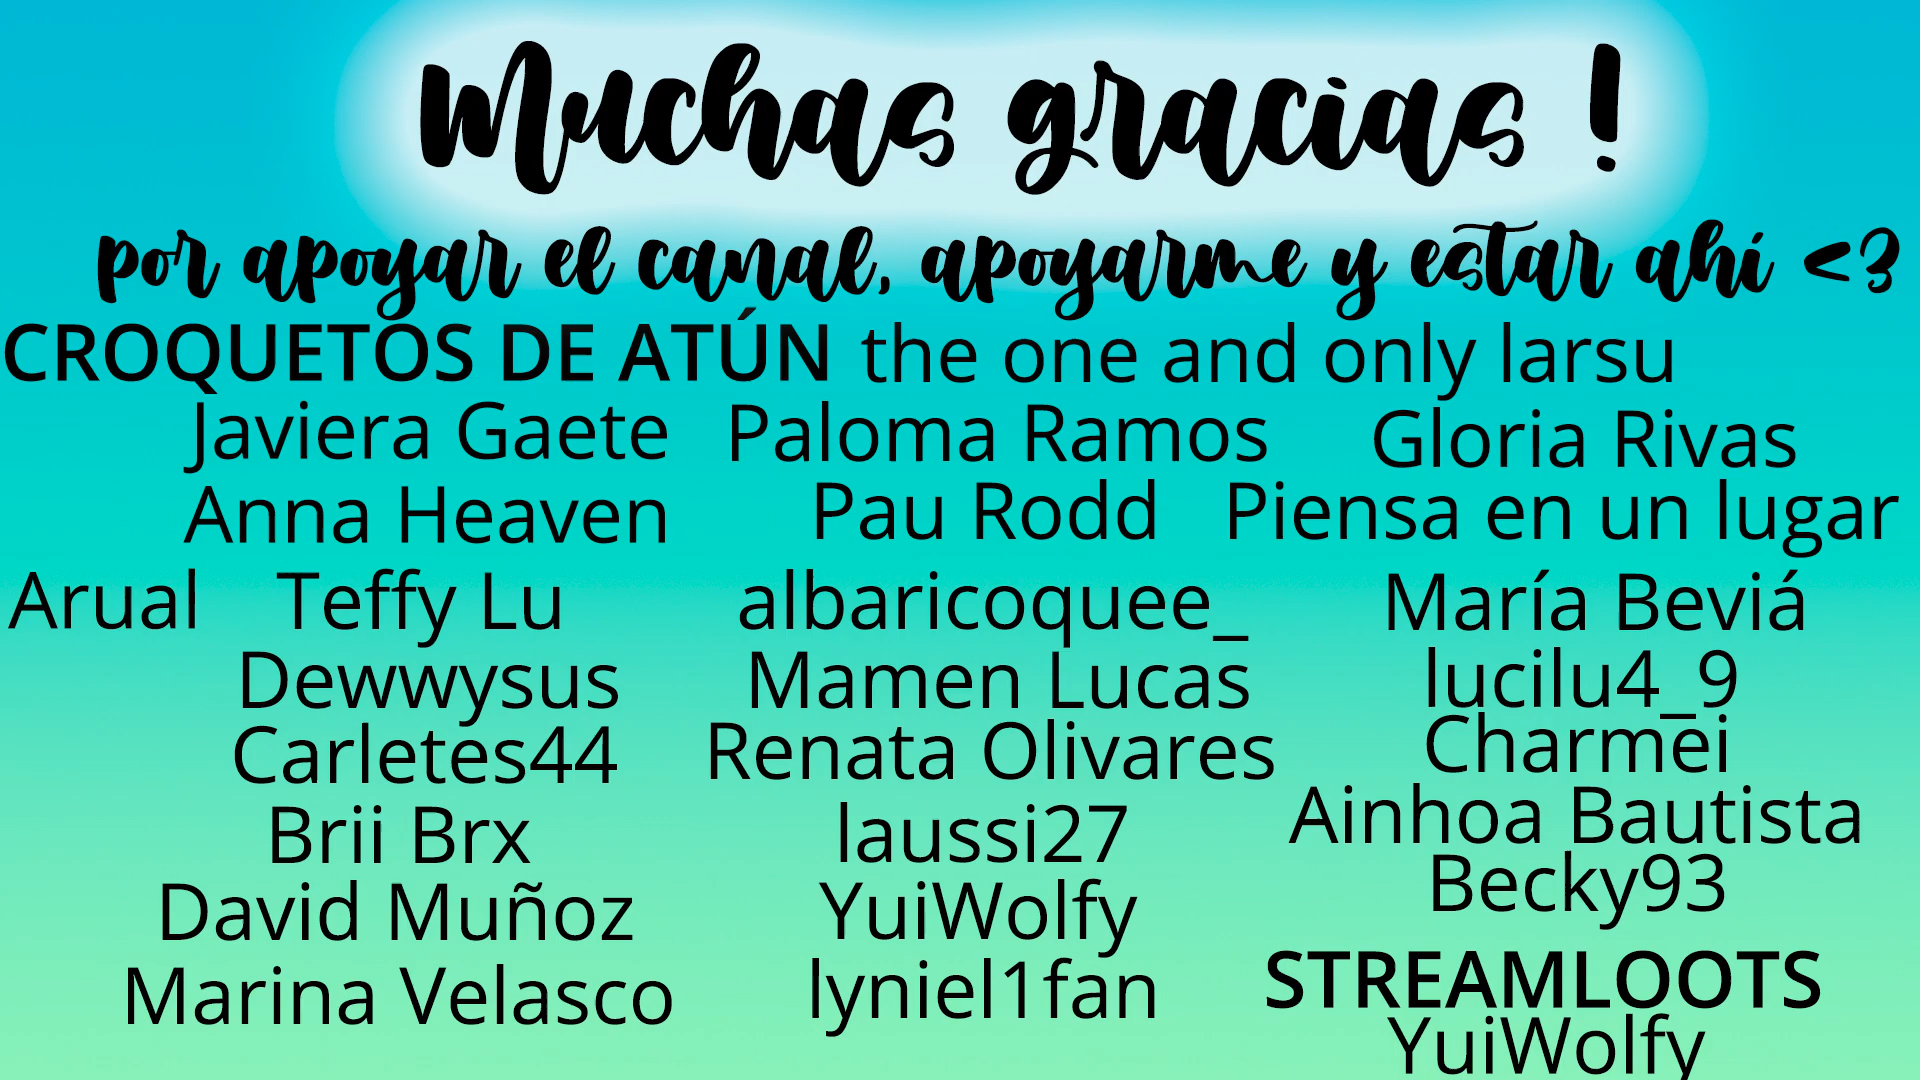 Muchas gracias !
por apoyar el canal, apoyarme y estar ahí <3
CROQUETOS DE ATÚN the one and only larsu
Javiera Gaete Paloma Ramos Gloria Rivas
Anna Heaven Pau Rodd Piensa en un lugar
Arual Teffy Lu albaricoquee_ María Beviá
Dewwysus Mamen Lucas lucilu4_9
Carletes44 Renata Olivares Charmei
Brii Brx laussi27 Ainhoa Bautista
David Muñoz YuiWolfy Becky93
Marina Velasco lyniel1fan STREAMLOOTS
YuiWolfy